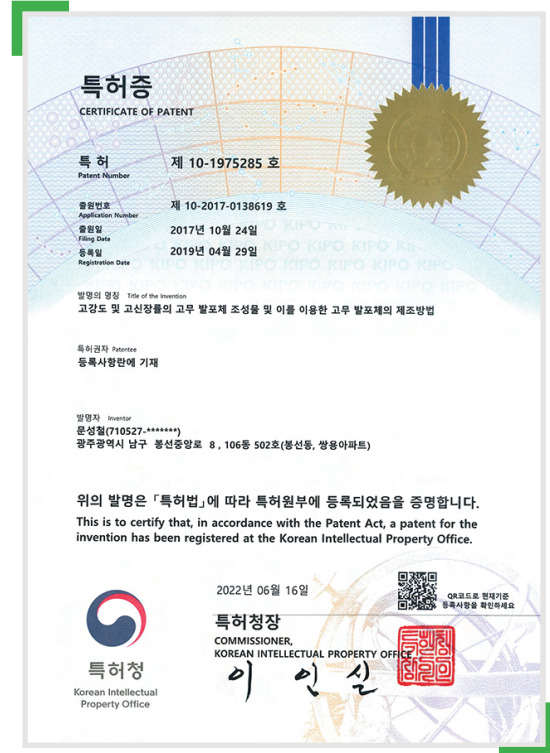 특허증
CERTIFICATE OF PATENT
특 허 제 10-1975285 호
Patent Number
출원번호 제 10-2017-0138619 호
Application Number
출원일 2017년 10월 24일
Filing Date
등록일 2019년 04월 29일
Registration Date
발명의 명칭 Title of the Invention
고강도 및 고신장률의 고무 발포체 조성물 및 이를 이용한 고무 발포체의 제조방법
특허권자 Patentee
등록사항란에 기재
발명자 Inventor
문성철(710527-*******)
광주광역시 남구 봉선중앙로 8 , 106동 502호(봉선동, 쌍용아파트)
위의 발명은 「특허법」에 따라 특허원부에 등록되었음을 증명합니다.
This is to certify that, in accordance with the Patent Act, a patent for the
invention has been registered at the Korean Intellectual Property Office.
2022년 06월 16일
QR코드로 현재기준
등록사항을 확인하세요
특허청장
COMMISSIONER,
KOREAN INTELLECTUAL PROPERTY OFFICE
이 인 실
특허청
Korean Intellectual
Property Office